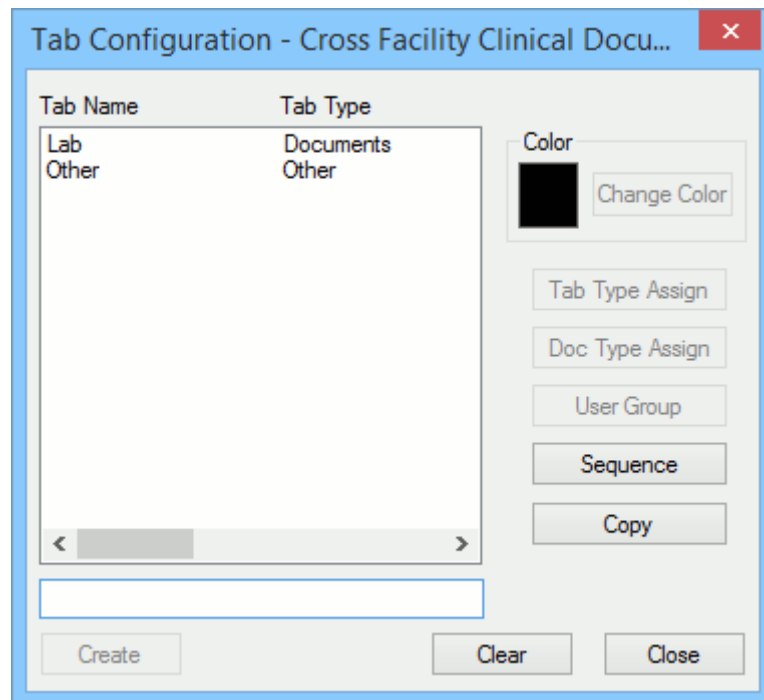 Tab Configuration - Cross Facility Clinical Docu...
Tab Name Tab Type
Lab Documents
Other Other
Color
Change Color
Tab Type Assign
Doc Type Assign
User Group
Sequence
Copy
Create Clear Close